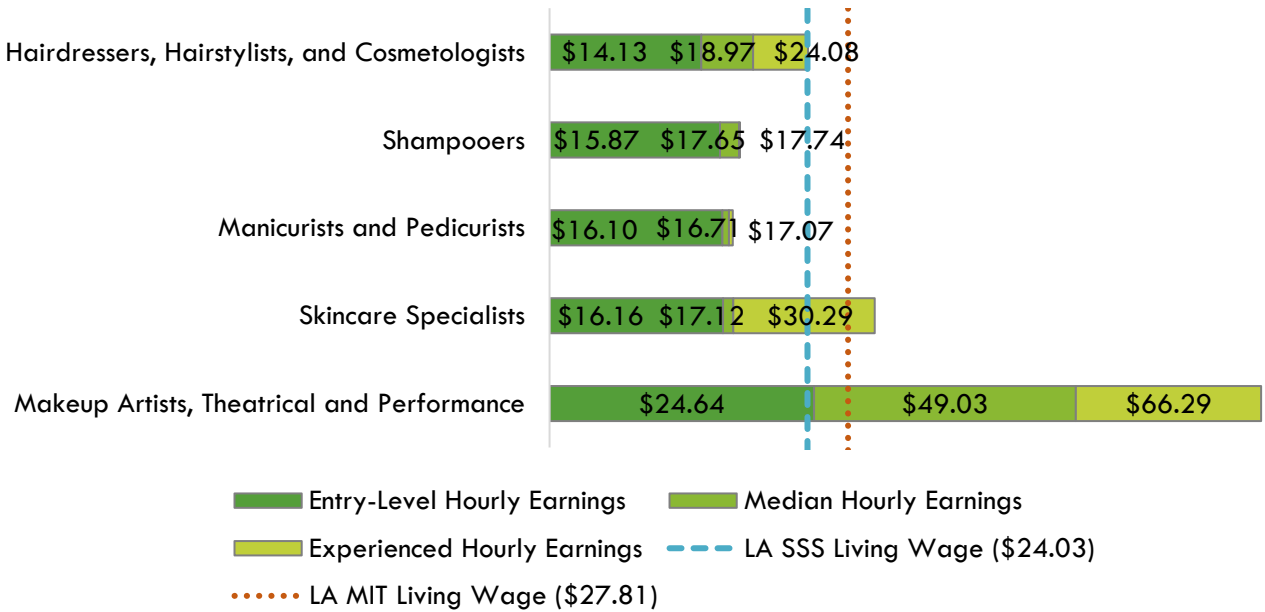 Hairdressers, Hairstylists, and Cosmetologists $14.13 $18.97 $24.08
Shampooers $15.87 $17.65 $17.74
Manicurists and Pedicurists $16.10 $16.71 $17.07
Skincare Specialists $16.16 $17.12 $30.29
Makeup Artists, Theatrical and Performance $24.64 $49.03 $66.29
Entry-Level Hourly Earnings Median Hourly Earnings
Experienced Hourly Earnings LA SSS Living Wage ($24.03)
LA MIT Living Wage ($27.81)